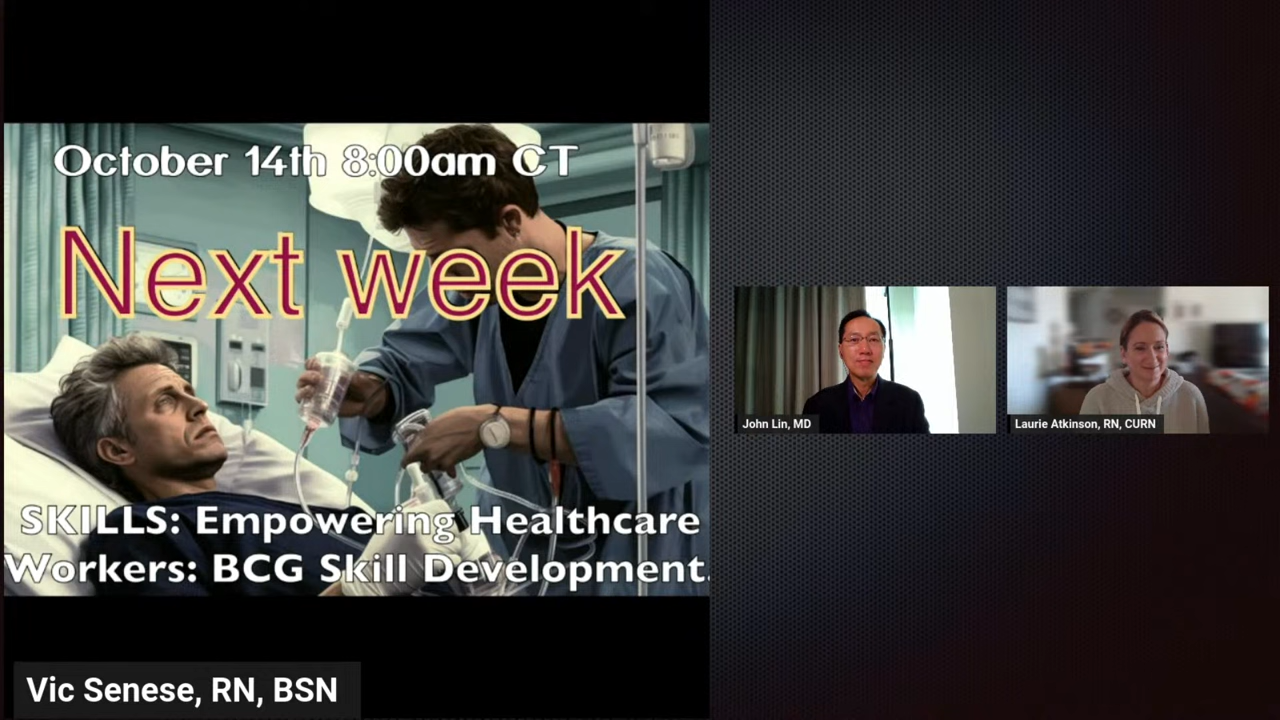 October 14th 8:00am CT
Next week
SKILLS: Empowering Healthcare
Workers: BCG Skill Development.
Vic Senese, RN, BSN
John Lin, MD
Laurie Atkinson, RN, CURN